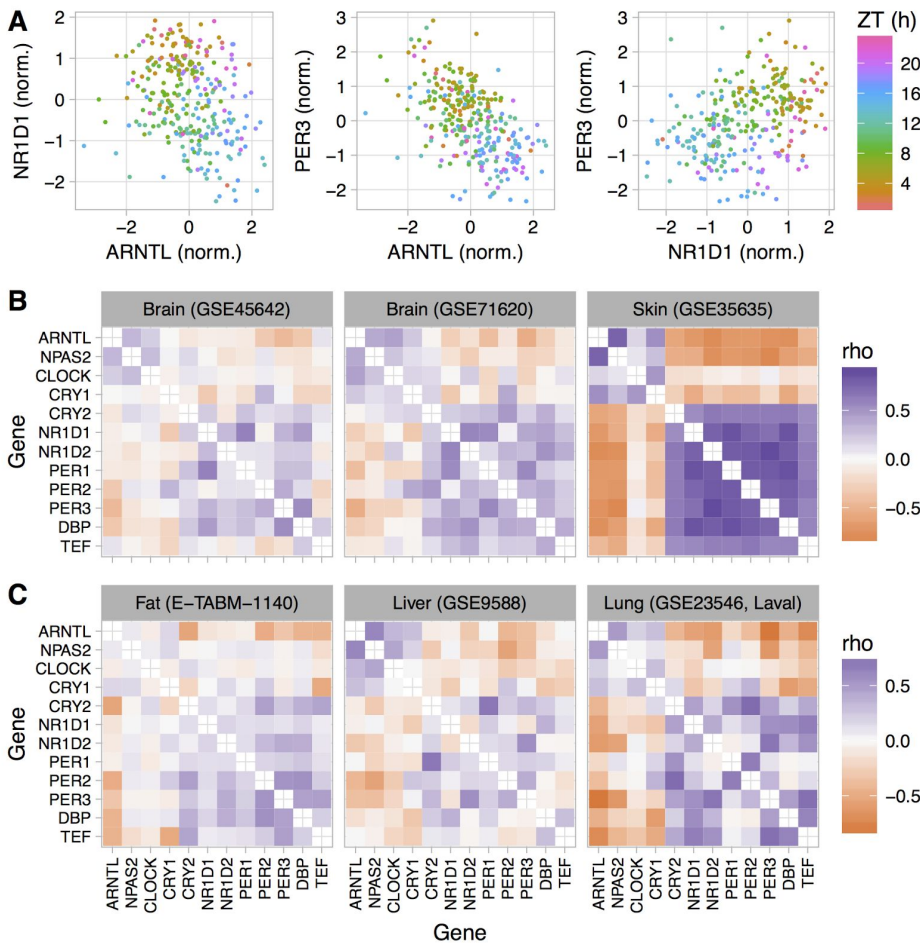 A
NR1D1 (norm.)
2
1
0
−1
−2
−2
0
2
ARNTL (norm.)
PER3 (norm.)
3
2
1
0
−1
−2
−2
0
2
ARNTL (norm.)
PER3 (norm.)
3
2
1
0
−1
−2
−2
−1
0
1
2
NR1D1 (norm.)
ZT (h)
20
16
12
8
4
B
Brain (GSE45642)
Brain (GSE71620)
Skin (GSE35635)
Gene
ARNTL
NPAS2
CLOCK
CRY1
CRY2
NR1D1
NR1D2
PER1
PER2
PER3
DBP
TEF
rho
0.5
0.0
−0.5
C
Fat (E-TABM-1140)
Liver (GSE9588)
Lung (GSE23546, Laval)
Gene
ARNTL
NPAS2
CLOCK
CRY1
CRY2
NR1D1
NR1D2
PER1
PER2
PER3
DBP
TEF
rho
0.5
0.0
−0.5
ARNTL
NPAS2
CLOCK
CRY1
CRY2
NR1D1
NR1D2
PER1
PER2
PER3
DBP
TEF
ARNTL
NPAS2
CLOCK
CRY1
CRY2
NR1D1
NR1D2
PER1
PER2
PER3
DBP
TEF
ARNTL
NPAS2
CLOCK
CRY1
CRY2
NR1D1
NR1D2
PER1
PER2
PER3
DBP
TEF
Gene